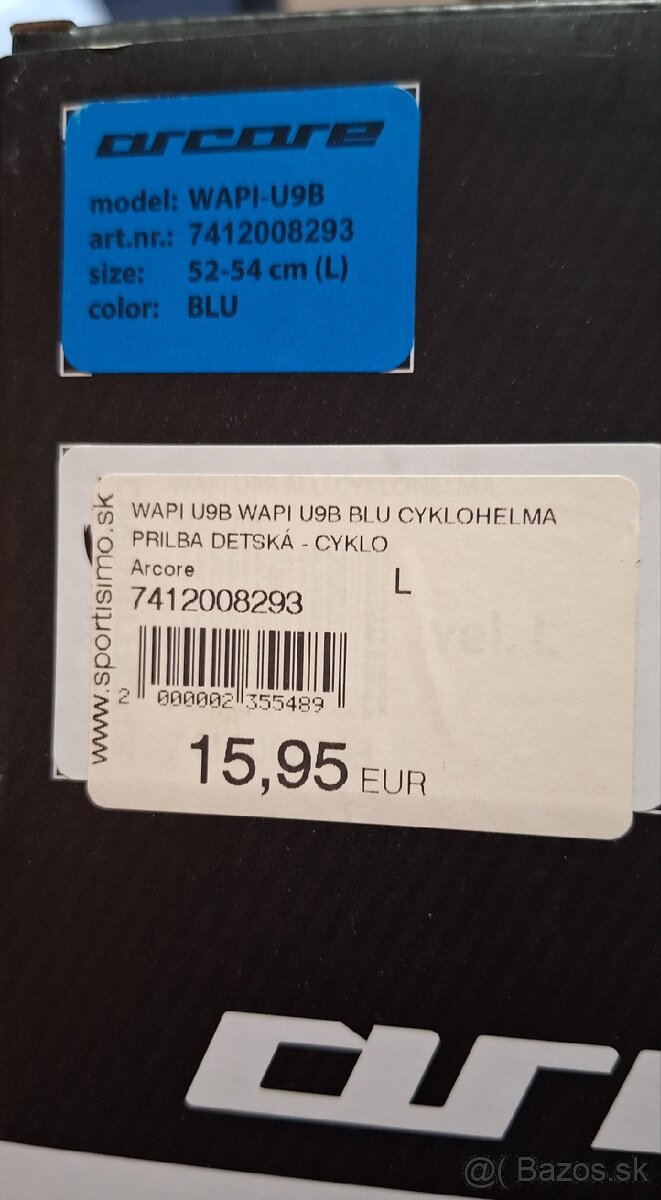 arcore
model: WAPI-U9B
art.nr.: 7412008293
size: 52-54 cm (L)
color: BLU
www.sportisimo.sk
WAPI U9B WAPI U9B BLU CYKLOHELMA
PRILBA DETSKÁ - CYKLO
Arcore
L
7412008293
2 000002 355489
15,95 EUR
@( Bazos.sk